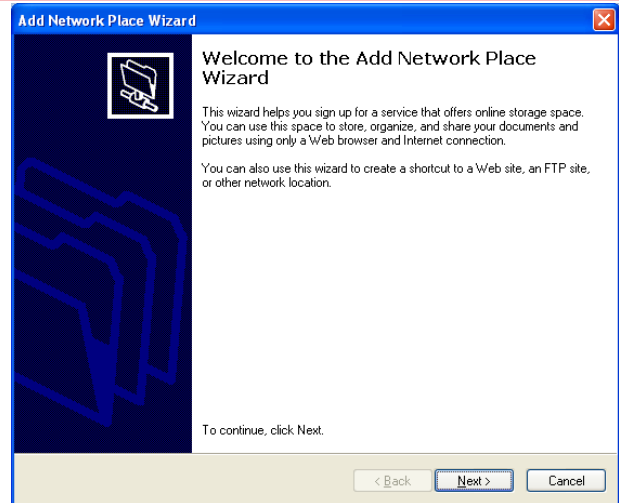 Add Network Place Wizard
Welcome to the Add Network Place
Wizard
This wizard helps you sign up for a service that offers online storage space.
You can use this space to store, organize, and share your documents and
pictures using only a Web browser and Internet connection.
You can also use this wizard to create a shortcut to a Web site, an FTP site,
or other network location.
To continue, click Next.
< Back
Next >
Cancel